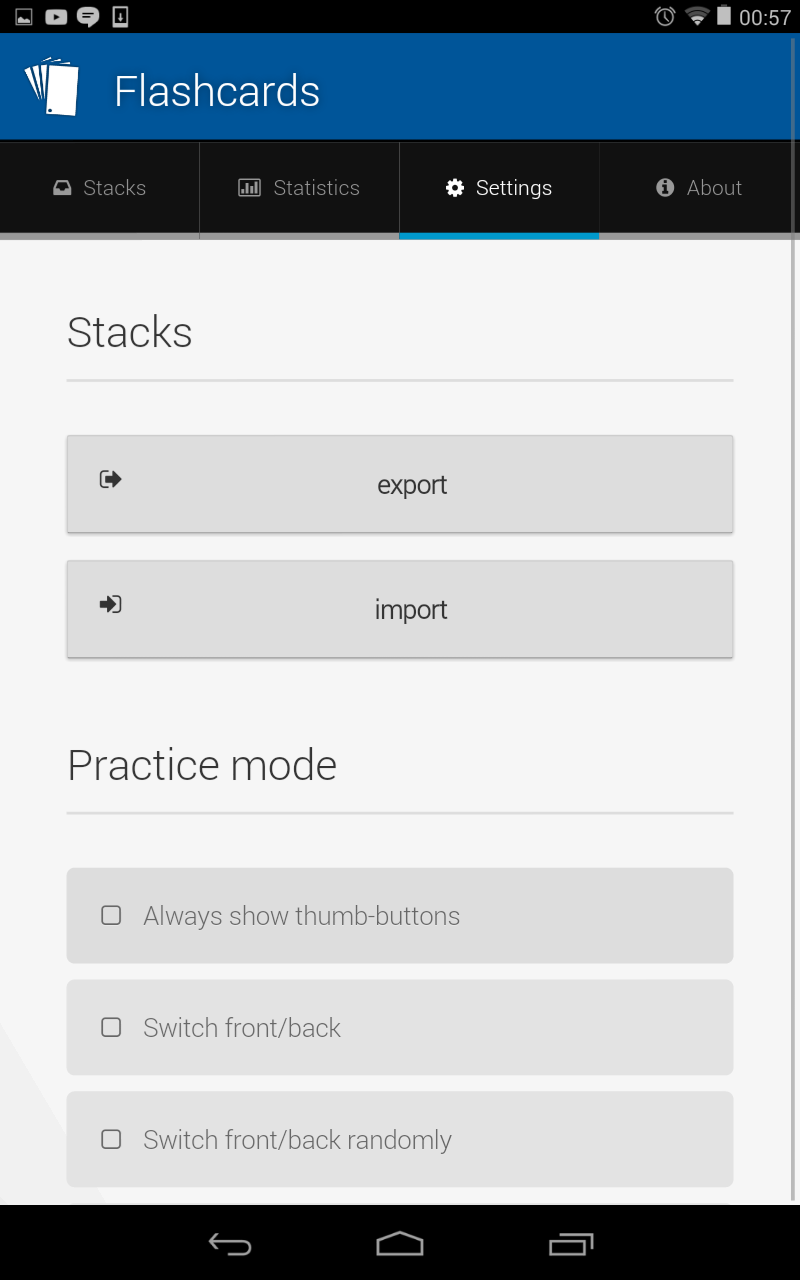 00:57
Flashcards
Stacks
Statistics
Settings
About
Stacks
export
import
Practice mode
Always show thumb-buttons
Switch front/back
Switch front/back randomly